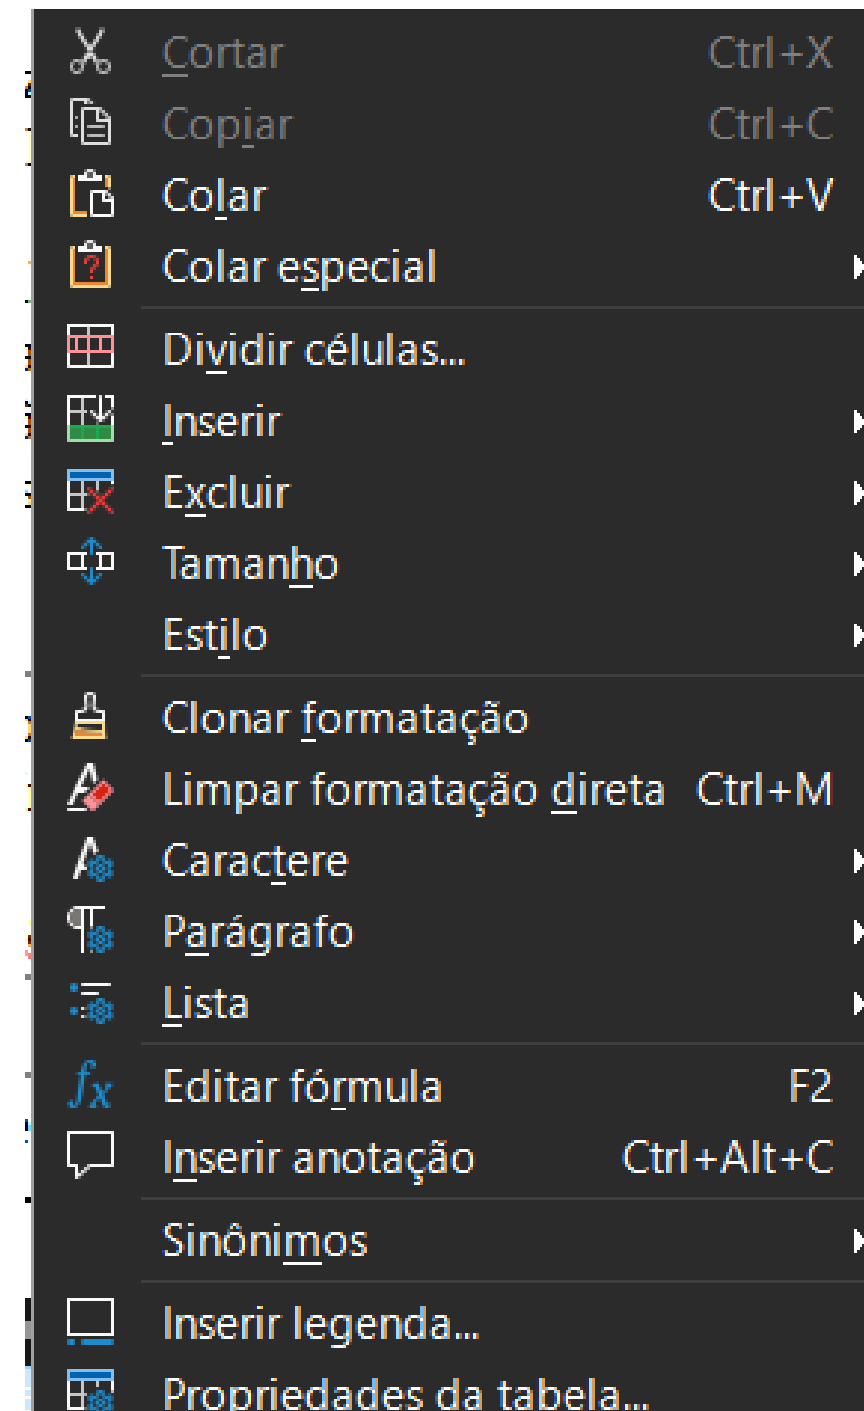 Cortar Ctrl+X
Copiar Ctrl+C
Colar Ctrl+V
Colar especial
Dividir células...
Inserir
Excluir
Tamanho
Estilo
Clonar formatação
Limpar formatação direta Ctrl+M
Caractere
Parágrafo
Lista
fx Editar fórmula F2
Inserir anotação Ctrl+Alt+C
Sinônimos
Inserir legenda...
Propriedades da tabela...